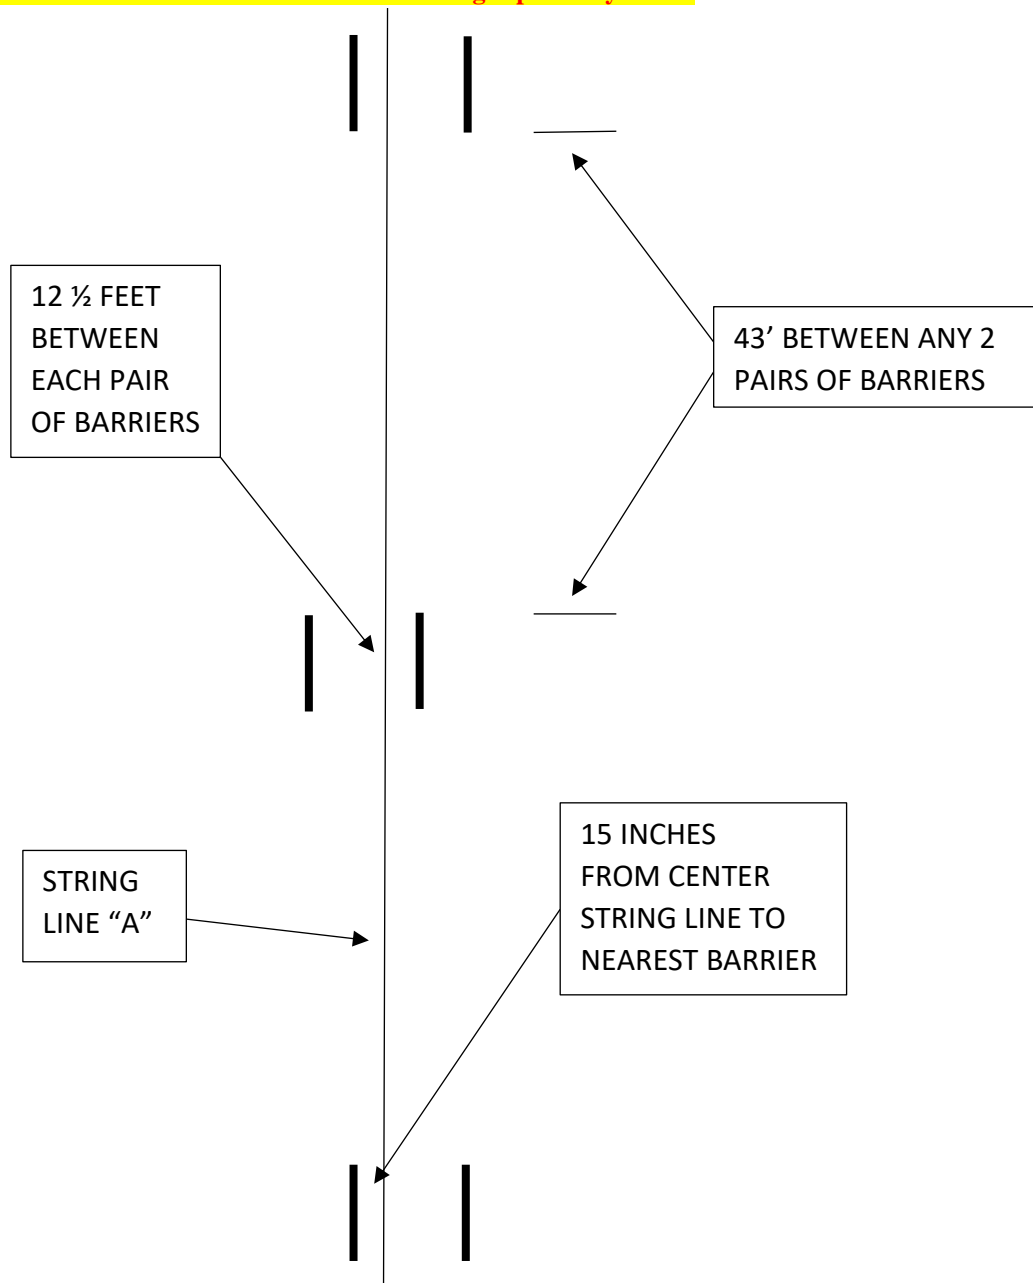 12 ½ FEET
BETWEEN
EACH PAIR
OF BARRIERS
43’ BETWEEN ANY 2
PAIRS OF BARRIERS
15 INCHES
FROM CENTER
STRING LINE TO
NEAREST BARRIER
STRING
LINE “A”